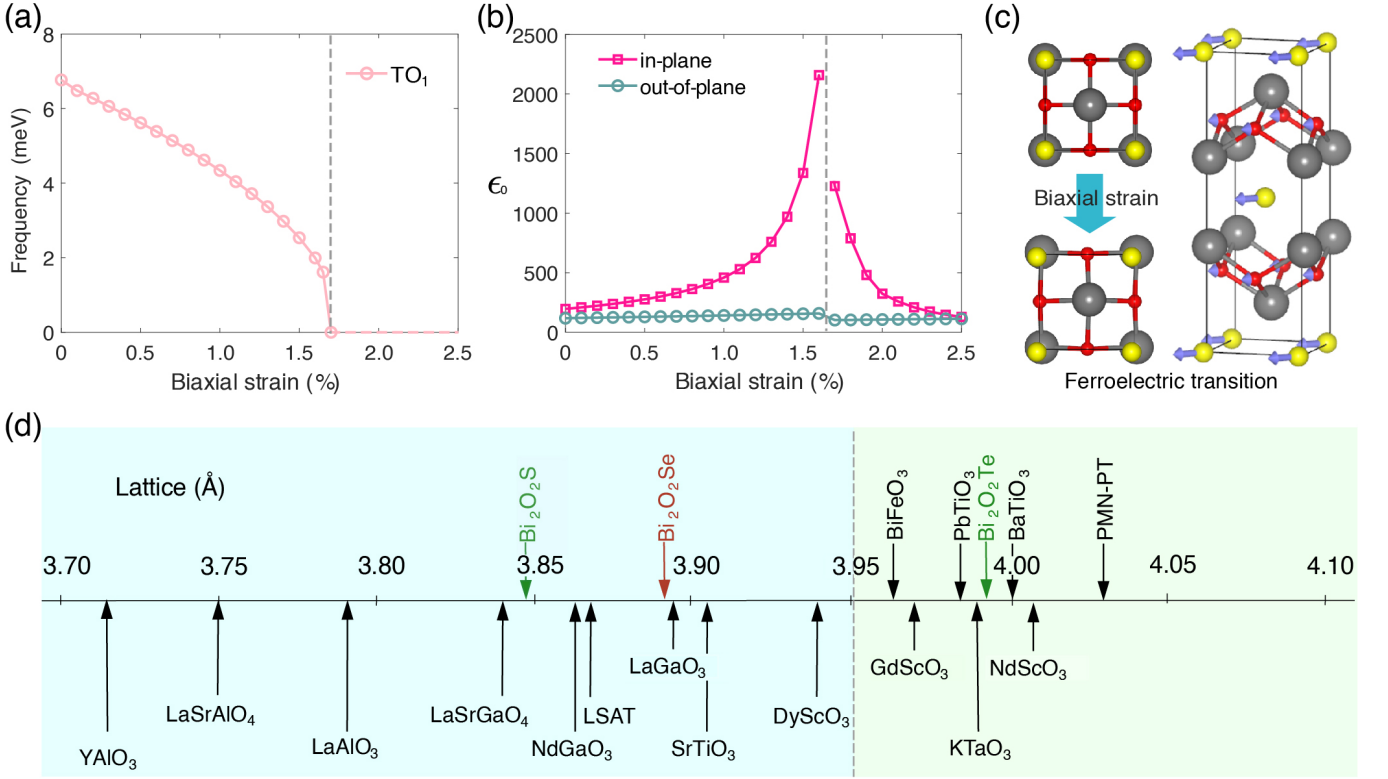 (a)
8
6
4
2
0
Frequency (meV)
TO₁
0 0.5 1.0 1.5 2.0 2.5
Biaxial strain (%)
(b)
2500
2000
1500
1000
500
0
ϵ₀
in-plane
out-of-plane
0 0.5 1.0 1.5 2.0 2.5
Biaxial strain (%)
(c)
Biaxial strain
Ferroelectric transition
(d)
Lattice (Å)
Bi₂O₂S
Bi₂O₂Se
BiFeO₃
PbTiO₃
Bi₂O₂Te
BaTiO₃
PMN-PT
3.70 3.75 3.80 3.85 3.90 3.95 4.00 4.05 4.10
YAlO₃
LaSrAlO₄
LaAlO₃
LaSrGaO₄
NdGaO₃
LSAT
LaGaO₃
SrTiO₃
DyScO₃
GdScO₃
KTaO₃
NdScO₃